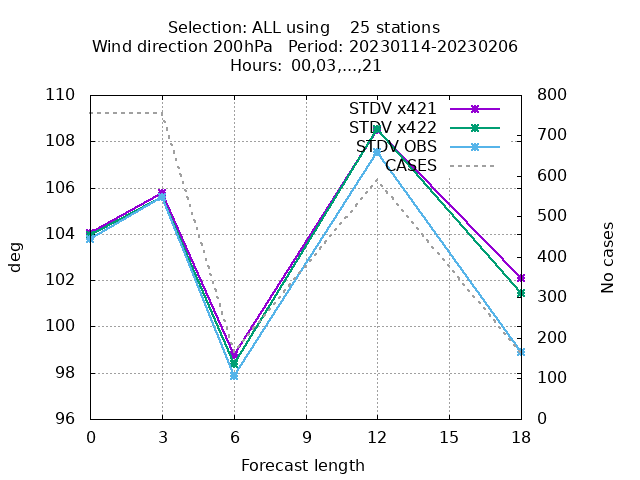 Selection: ALL using    25 stations
Wind direction 200hPa   Period: 20230114-20230206
Hours:  00,03,...,21
110
108
106
104
102
100
98
96
800
700
600
500
400
300
200
100
0
STDV x421
STDV x422
STDV OBS
CASES
deg
No cases
0 3 6 9 12 15 18
Forecast length